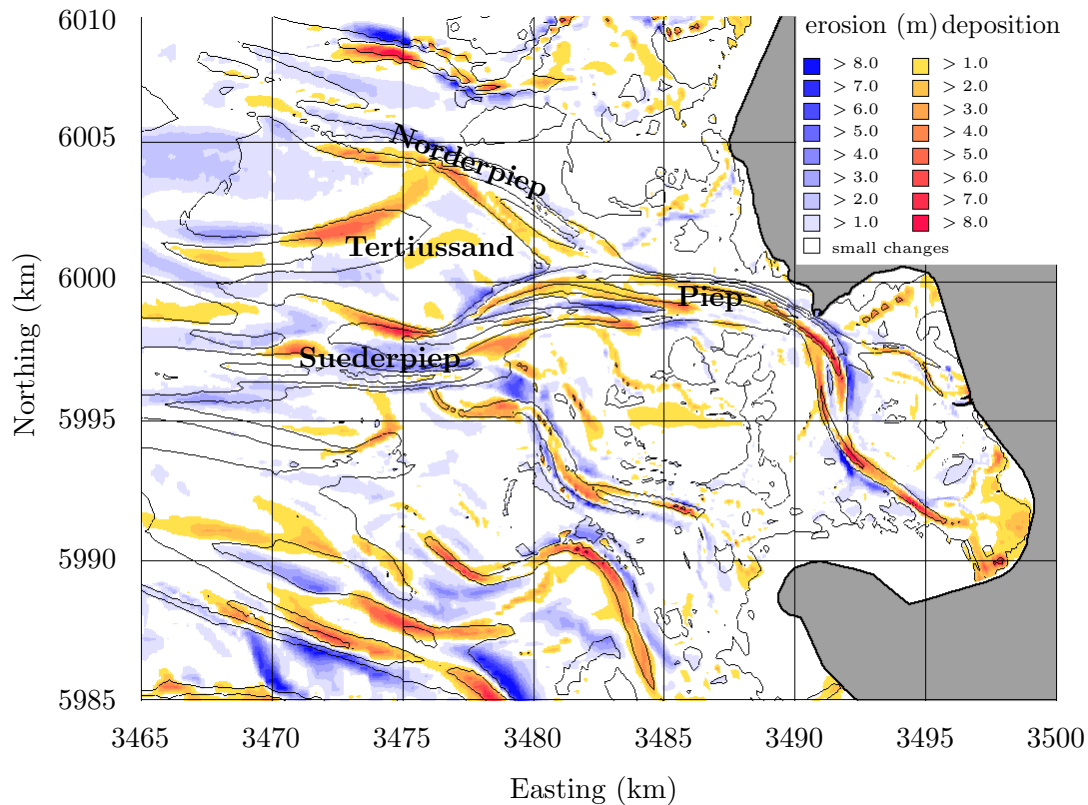 erosion (m) deposition
> 8.0 > 1.0
> 7.0 > 2.0
> 6.0 > 3.0
> 5.0 > 4.0
> 4.0 > 5.0
> 3.0 > 6.0
> 2.0 > 7.0
> 1.0 > 8.0
small changes
6010
6005
6000
5995
5990
5985
Northing (km)
Norderpiep
Tertiussand
Piep
Suederpiep
3465 3470 3475 3480 3485 3490 3495 3500
Easting (km)